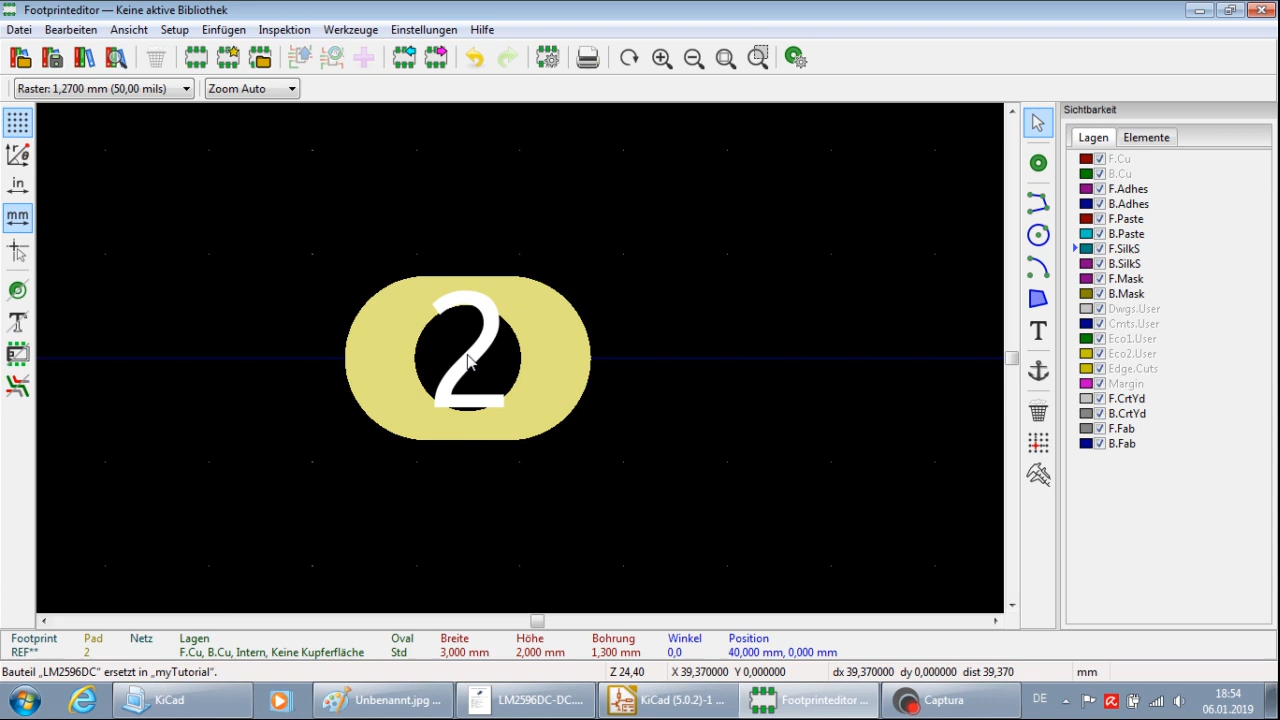 Footprinteditor — Keine aktive Bibliothek
Datei Bearbeiten Ansicht Setup Einfügen Inspektion Werkzeuge Einstellungen Hilfe
Raster: 1,2700 mm (50,00 mils) Zoom Auto
Sichtbarkeit
Lagen Elemente
F.Cu
B.Cu
F.Adhes
B.Adhes
F.Paste
B.Paste
F.SilkS
B.SilkS
F.Mask
B.Mask
Dwgs.User
Cmts.User
Eco1.User
Eco2.User
Edge.Cuts
Margin
F.CrtYd
B.CrtYd
F.Fab
B.Fab
in
mm
T
2
Footprint Pad Netz Lagen Oval Breite Höhe Bohrung Winkel Position
REF** 2 F.Cu, B.Cu, Intern, Keine Kupferfläche Std 3,000 mm 2,000 mm 1,300 mm 0,0 40,000 mm, 0,000 mm
Bauteil „LM2596DC“ ersetzt in „myTutorial“. Z 24,40 X 39,370000 Y 0,000000 dx 39,370000 dy 0,000000 dist 39,370 mm
KiCad Unbenannt.jpg ... LM2596DC-DC.... KiCad (5.0.2)-1 ... Footprinteditor ... Captura DE 18:54
06.01.2019